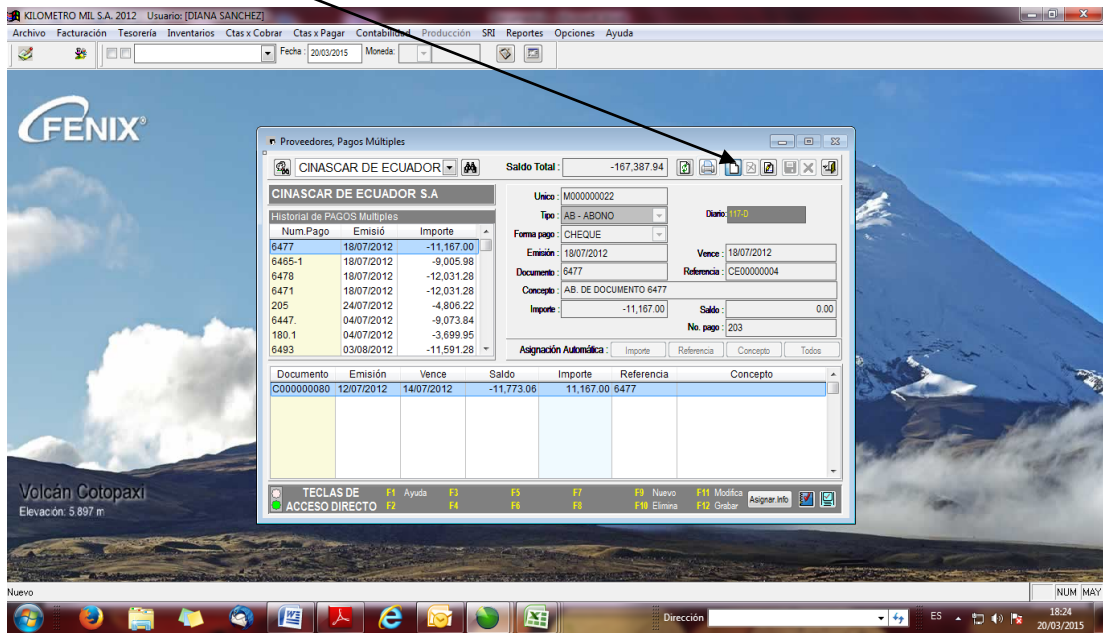 KILOMETRO MIL S.A. 2012 Usuario: [DIANA SANCHEZ]
Archivo Facturación Tesorería Inventarios Ctas x Cobrar Ctas x Pagar Contabilidad Producción SRI Reportes Opciones Ayuda
Fecha : 20/03/2015 Moneda:
FENIX®
Proveedores, Pagos Múltiples
CINASCAR DE ECUADOR Saldo Total : -167,387.94
CINASCAR DE ECUADOR S.A
Historial de PAGOS Multiples
Num.Pago Emisió Importe
6477 18/07/2012 -11,167.00
6465-1 18/07/2012 -9,005.98
6478 18/07/2012 -12,031.28
6471 18/07/2012 -12,031.28
205 24/07/2012 -4,806.22
6447. 04/07/2012 -9,073.84
180.1 04/07/2012 -3,699.95
6493 03/08/2012 -11,591.28
Unico : M000000022
Tipo : AB - ABONO Diario: 117-D
Forma pago : CHEQUE
Emisión : 18/07/2012 Vence : 18/07/2012
Documento : 6477 Referencia : CE00000004
Concepto : AB. DE DOCUMENTO 6477
Importe : -11,167.00 Saldo : 0.00
No. pago : 203
Asignación Automática : Importe Referencia Concepto Todos
Documento Emisión Vence Saldo Importe Referencia Concepto
C000000080 12/07/2012 14/07/2012 -11,773.06 11,167.00 6477
TECLAS DE F1 Ayuda F3 F5 F7 F9 Nuevo F11 Modifca
ACCESO DIRECTO F2 F4 F6 F8 F10 Elimina F12 Grabar
Asignar.Info
Volcán Cotopaxi
Elevación: 5.897 m
Nuevo NUM MAY
Dirección ES 18:24
20/03/2015